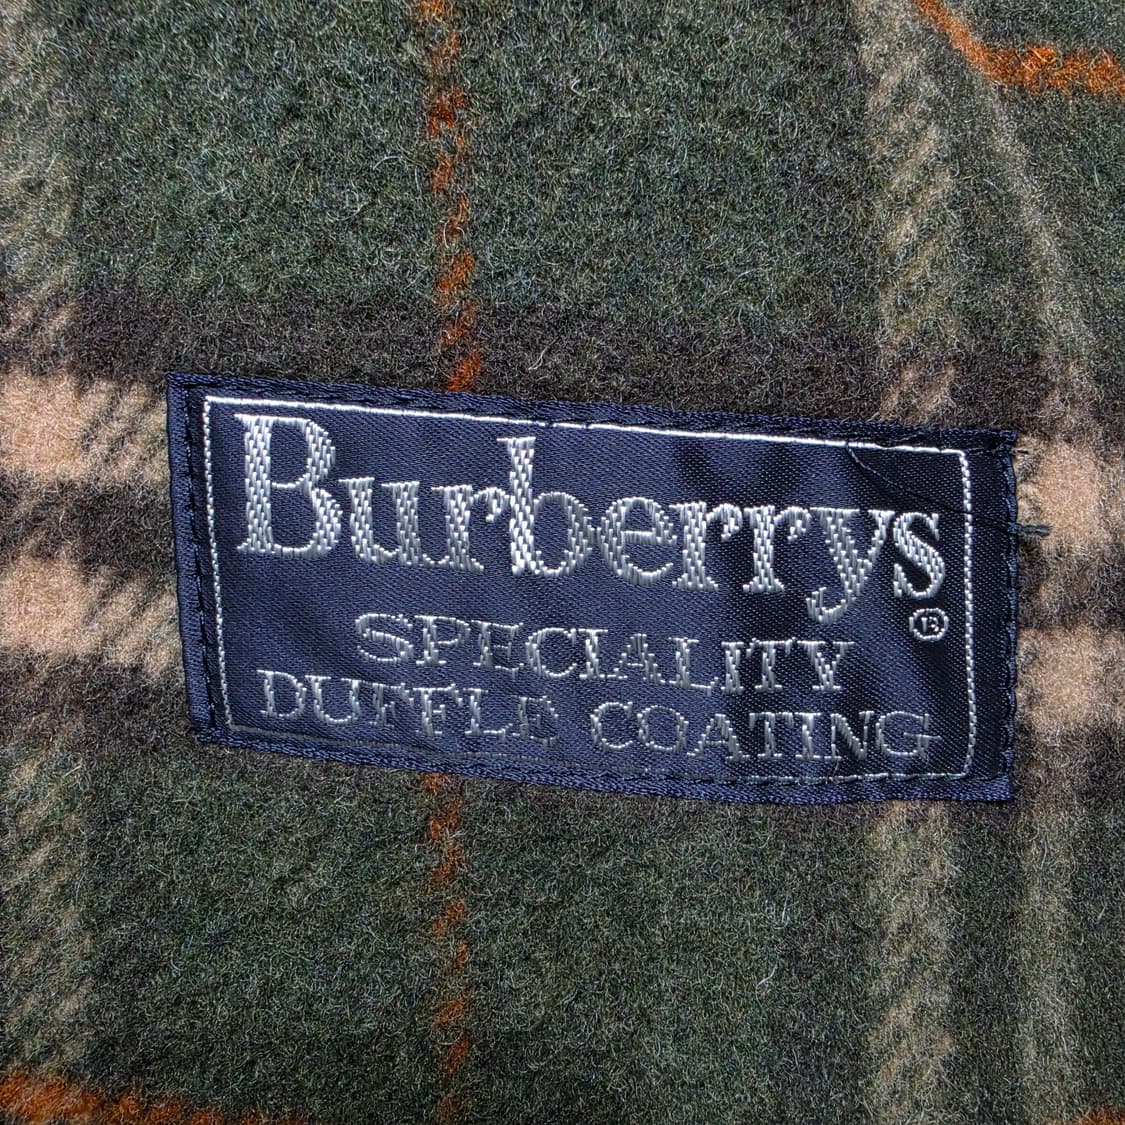 Burberrys®
SPECIALITY
DUFFLE COATING